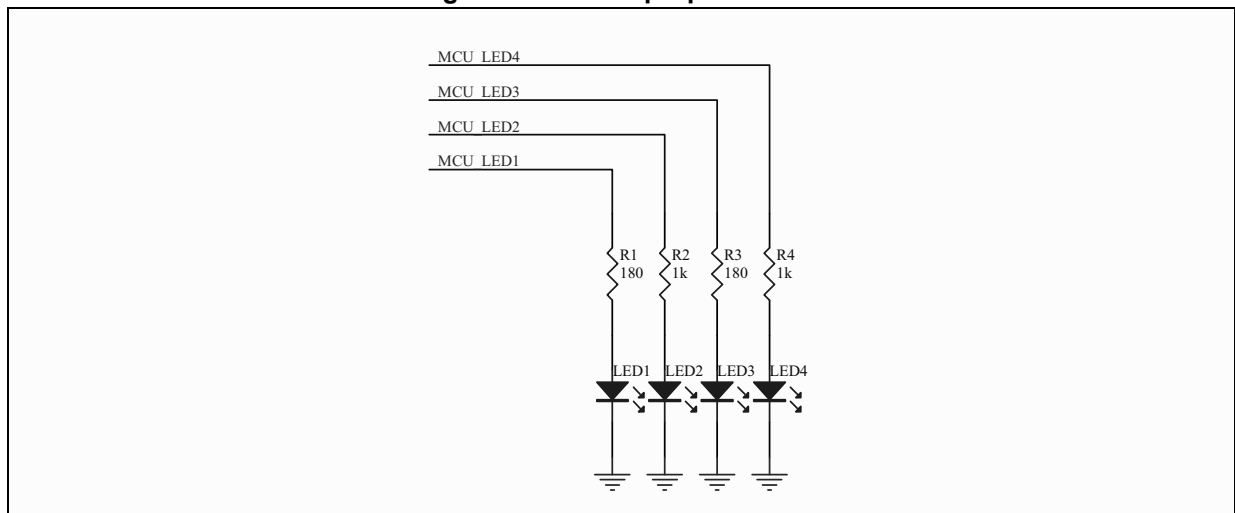 MCU_LED4
MCU_LED3
MCU_LED2
MCU_LED1
R1 R2 R3 R4
180 1k 180 1k
LED1 LED2 LED3 LED4